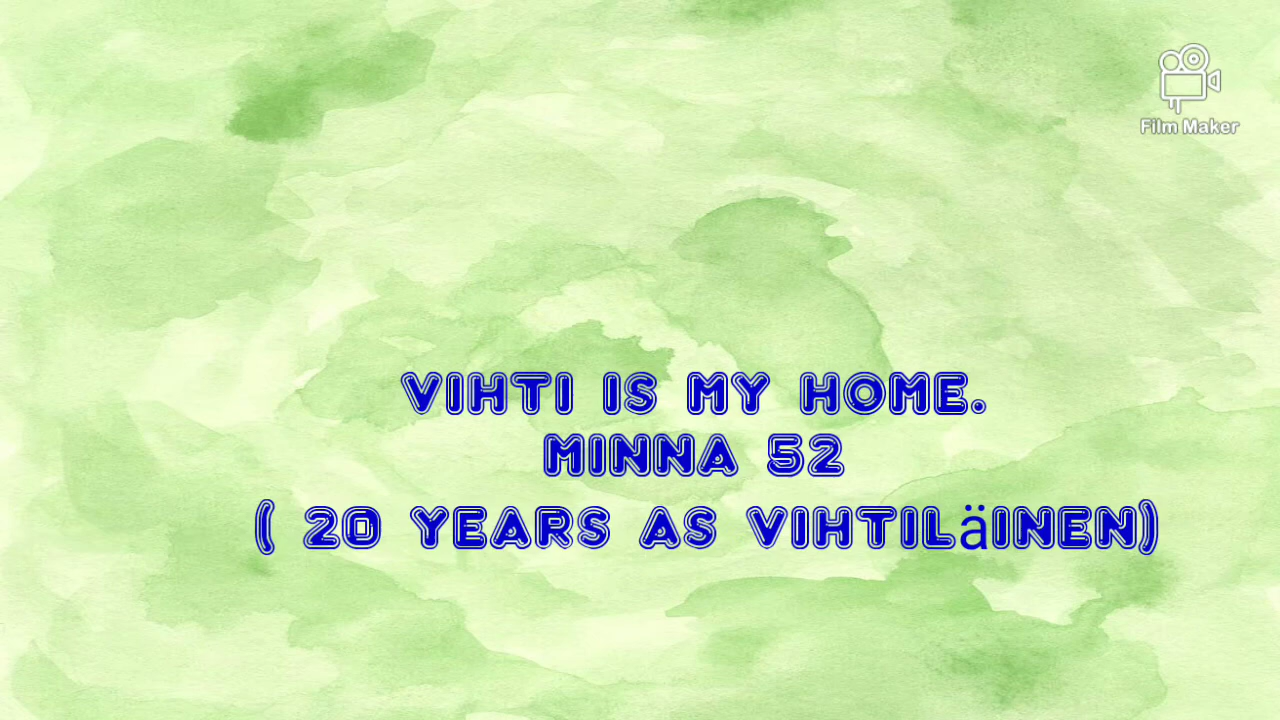 Film Maker
VIHTI IS MY HOME.
MINNA 52
( 20 YEARS AS VIHTILäINEN)